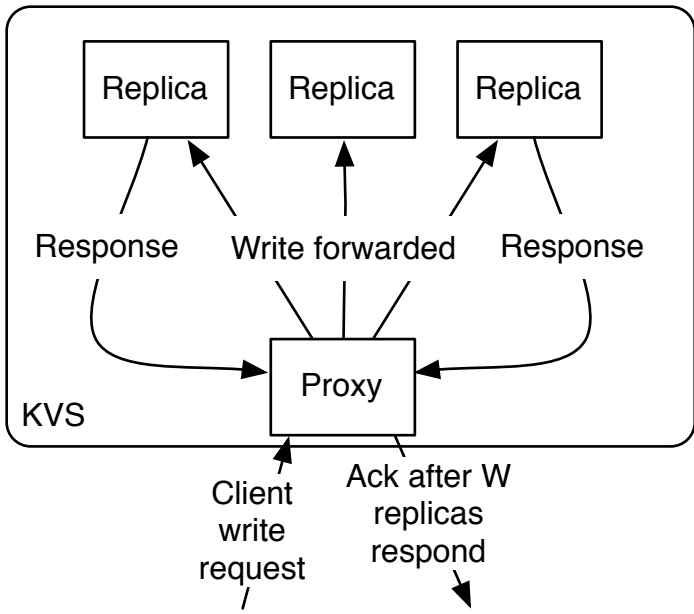 Replica
Replica
Replica
Response
Write forwarded
Response
Proxy
KVS
Client
write
request
Ack after W
replicas
respond